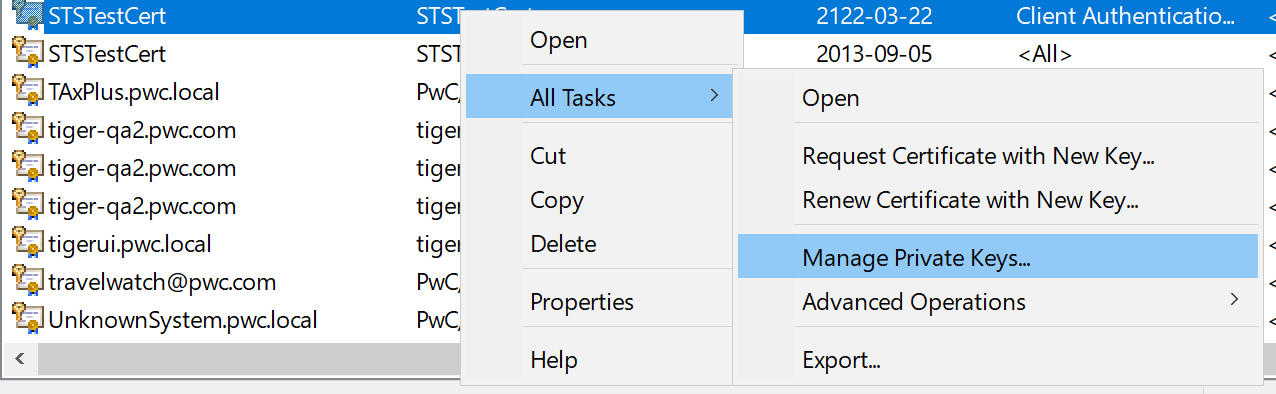 STSTestCert STSTestCert 2122-03-22 Client Authenticatio... <
STSTestCert STS 2013-09-05 <All> <
TAxPlus.pwc.local PwC,
tiger-qa2.pwc.com tiger
tiger-qa2.pwc.com tiger
tiger-qa2.pwc.com tiger
tigerui.pwc.local tiger
travelwatch@pwc.com PwC,
UnknownSystem.pwc.local PwC,
Open
All Tasks >
Cut
Copy
Delete
Properties
Help
Open
Request Certificate with New Key...
Renew Certificate with New Key...
Manage Private Keys...
Advanced Operations >
Export...